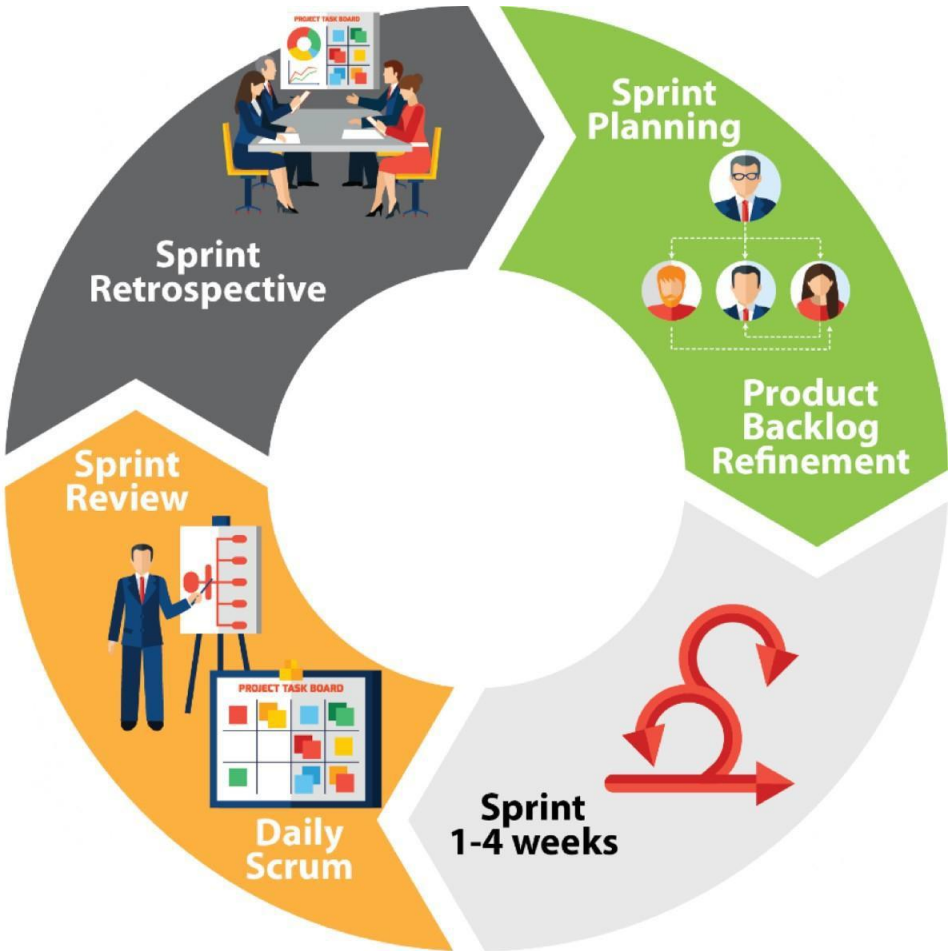 PROJECT TASK BOARD
Sprint
Retrospective
Sprint
Planning
Product
Backlog
Refinement
Sprint
1-4 weeks
Sprint
Review
PROJECT TASK BOARD
Daily
Scrum